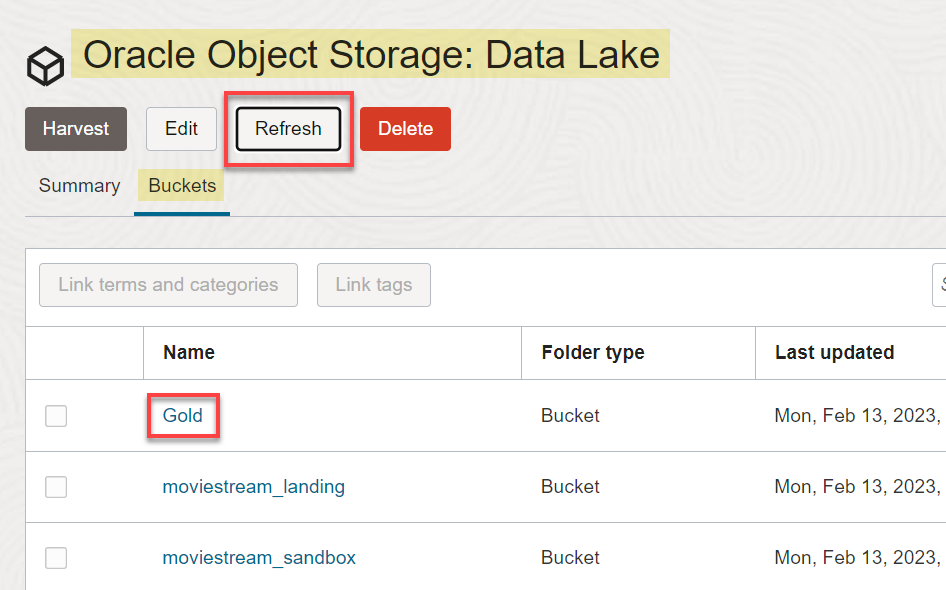 Oracle Object Storage: Data Lake
Harvest Edit Refresh Delete
Summary Buckets
Link terms and categories Link tags
Name Folder type Last updated
Gold Bucket Mon, Feb 13, 2023,
moviestream_landing Bucket Mon, Feb 13, 2023,
moviestream_sandbox Bucket Mon, Feb 13, 2023,